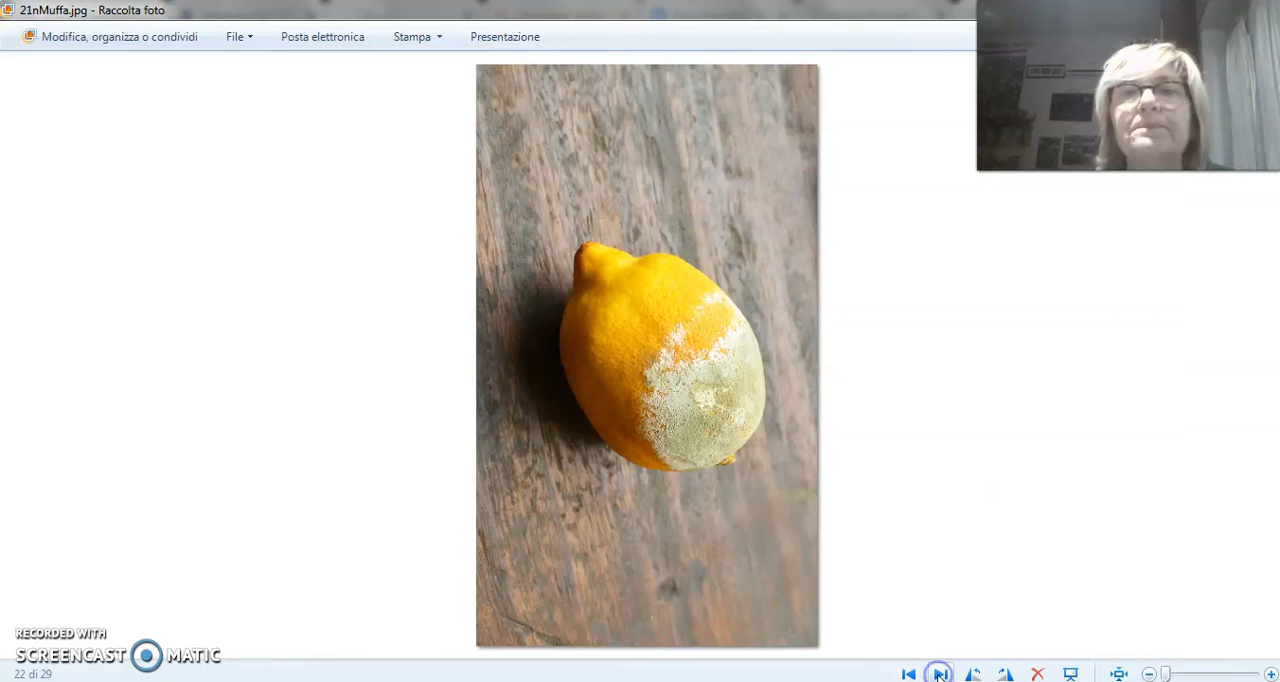 21nMuffa.jpg - Raccolta foto
Modifica, organizza o condividi File Posta elettronica Stampa Presentazione
RECORDED WITH
SCREENCAST MATIC
22 di 29